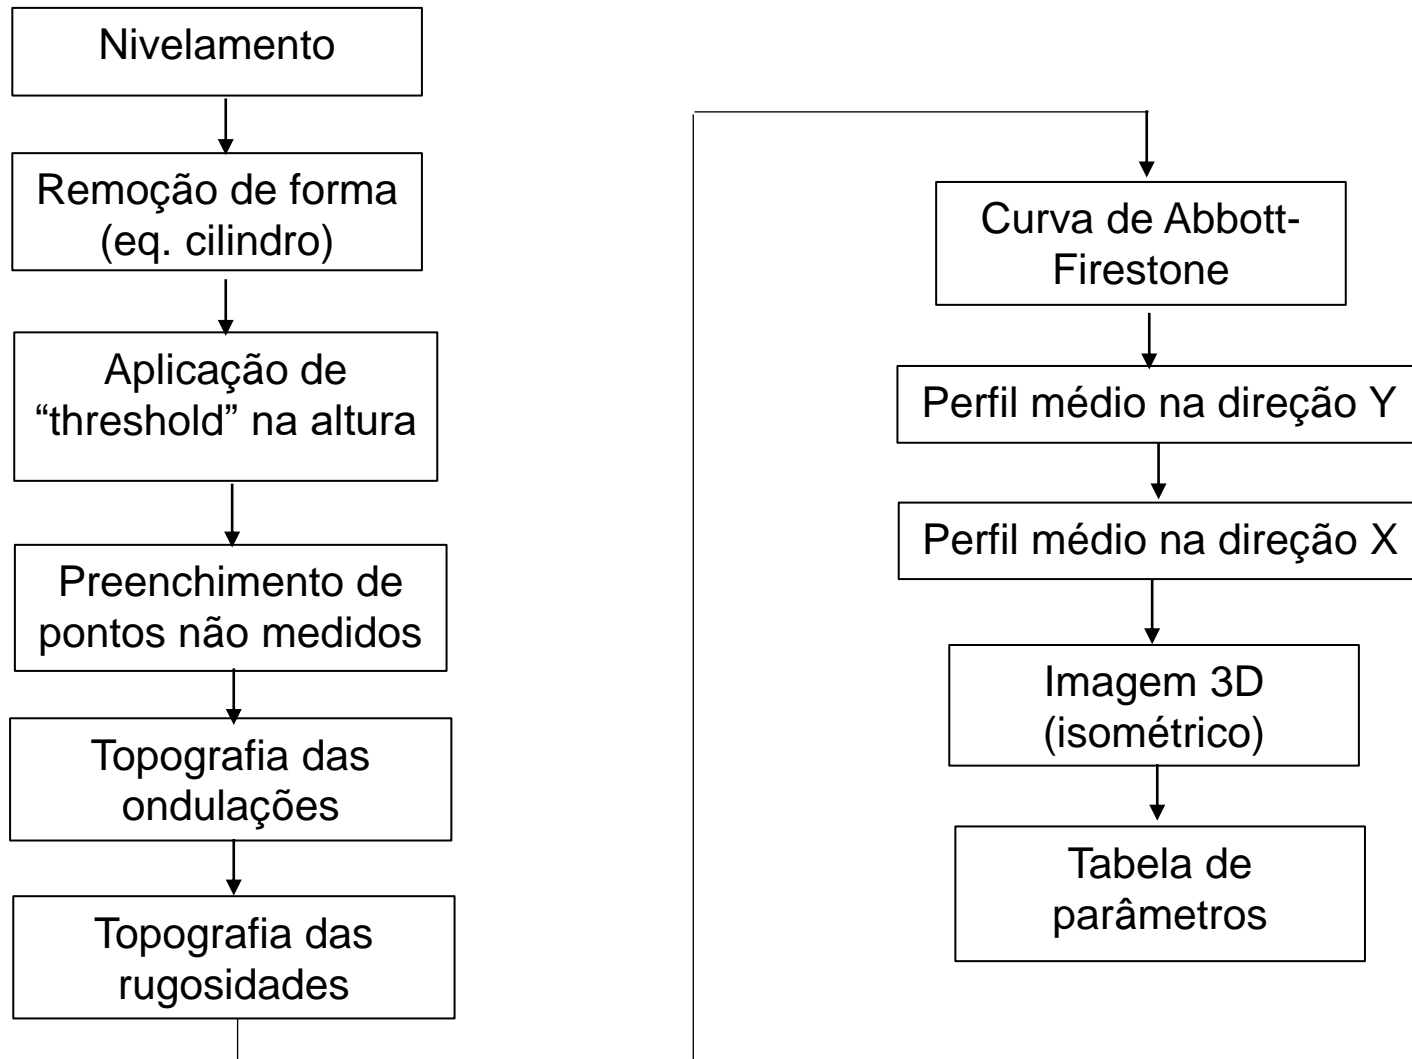 Nivelamento
Remoção de forma
(eq. cilindro)
Aplicação de
“threshold” na altura
Preenchimento de
pontos não medidos
Topografia das
ondulações
Topografia das
rugosidades
Curva de Abbott-
Firestone
Perfil médio na direção Y
Perfil médio na direção X
Imagem 3D
(isométrico)
Tabela de
parâmetros